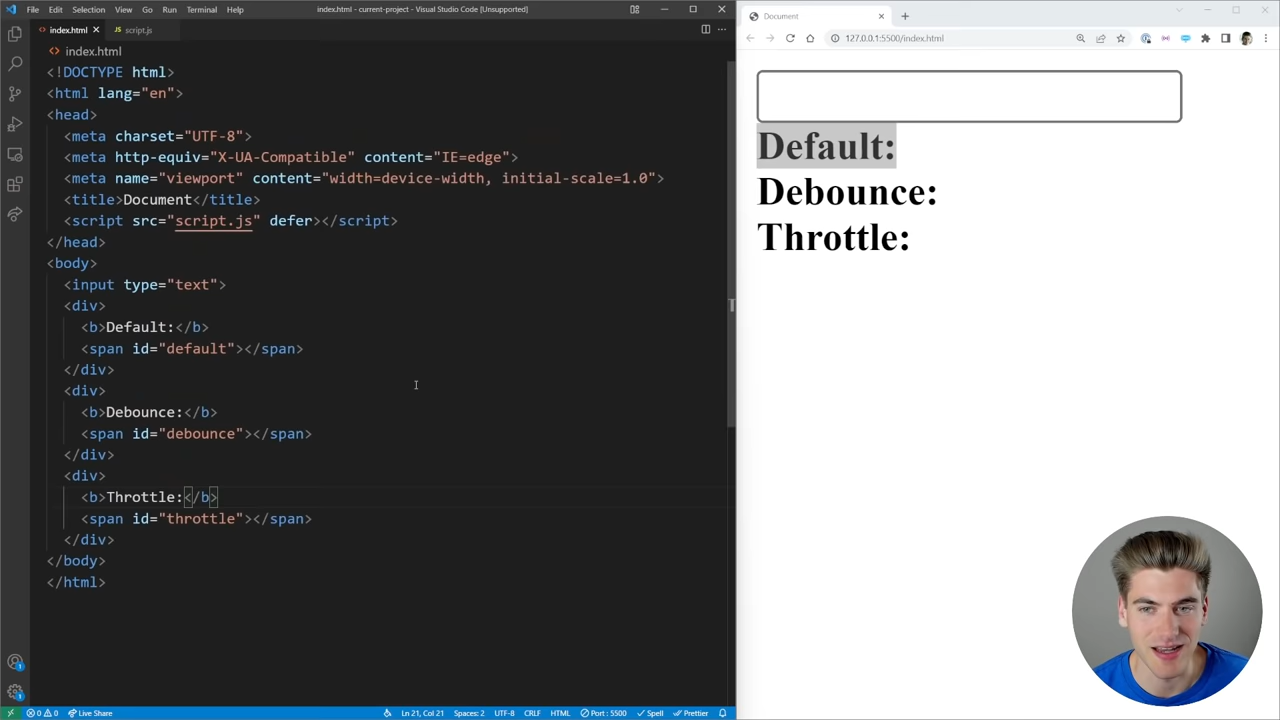 File Edit Selection View Go Run Terminal Help
index.html - current-project - Visual Studio Code [Unsupported]
index.html
script.js
index.html
<!DOCTYPE html>
<html lang="en">
<head>
<meta charset="UTF-8">
<meta http-equiv="X-UA-Compatible" content="IE=edge">
<meta name="viewport" content="width=device-width, initial-scale=1.0">
<title>Document</title>
<script src="script.js" defer></script>
</head>
<body>
<input type="text">
<div>
<b>Default:</b>
<span id="default"></span>
</div>
<div>
<b>Debounce:</b>
<span id="debounce"></span>
</div>
<div>
<b>Throttle:</b>
<span id="throttle"></span>
</div>
</body>
</html>
0 0 Live Share
Ln 21, Col 21 Spaces: 2 UTF-8 CRLF HTML Port : 5500 Spell Prettier
Document
127.0.0.1:5500/index.html
Default:
Debounce:
Throttle: